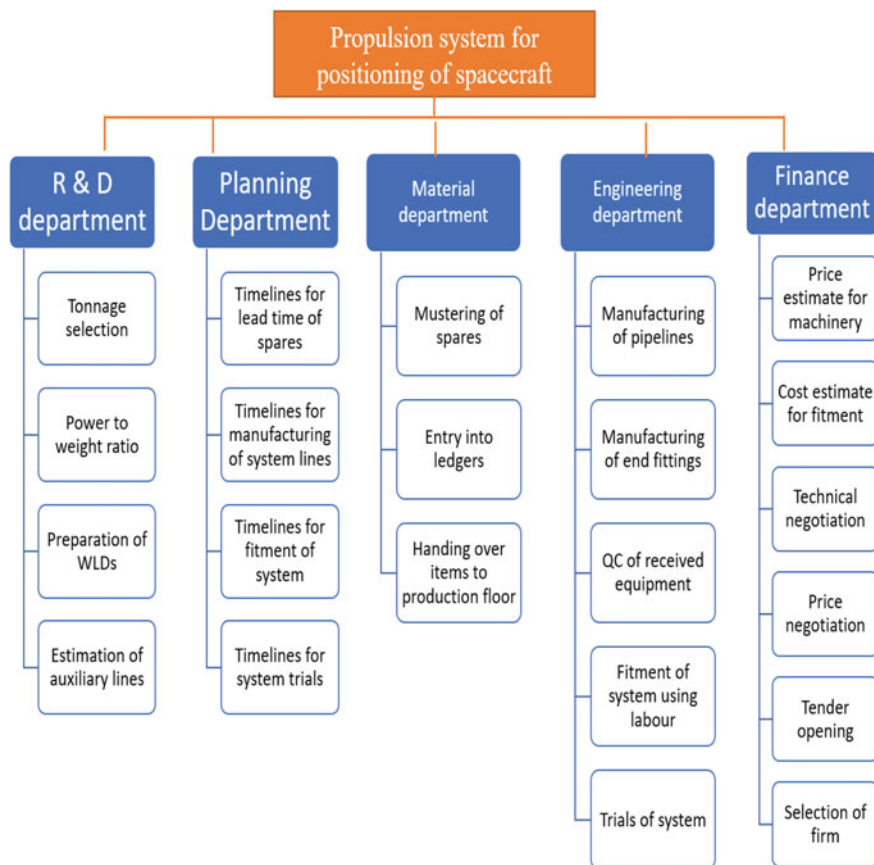 Propulsion system for
positioning of spacecraft
R & D
department
Tonnage
selection
Power to
weight ratio
Preparation of
WLDs
Estimation of
auxiliary lines
Planning
Department
Timelines for
lead time of
spares
Timelines for
manufacturing
of system lines
Timelines for
fitment of
system
Timelines for
system trials
Material
department
Mustering of
spares
Entry into
ledgers
Handing over
items to
production floor
Engineering
department
Manufacturing
of pipelines
Manufacturing
of end fittings
QC of received
equipment
Fitment of
system using
labour
Trials of system
Finance
department
Price
estimate for
machinery
Cost estimate
for fitment
Technical
negotiation
Price
negotiation
Tender
opening
Selection of
firm